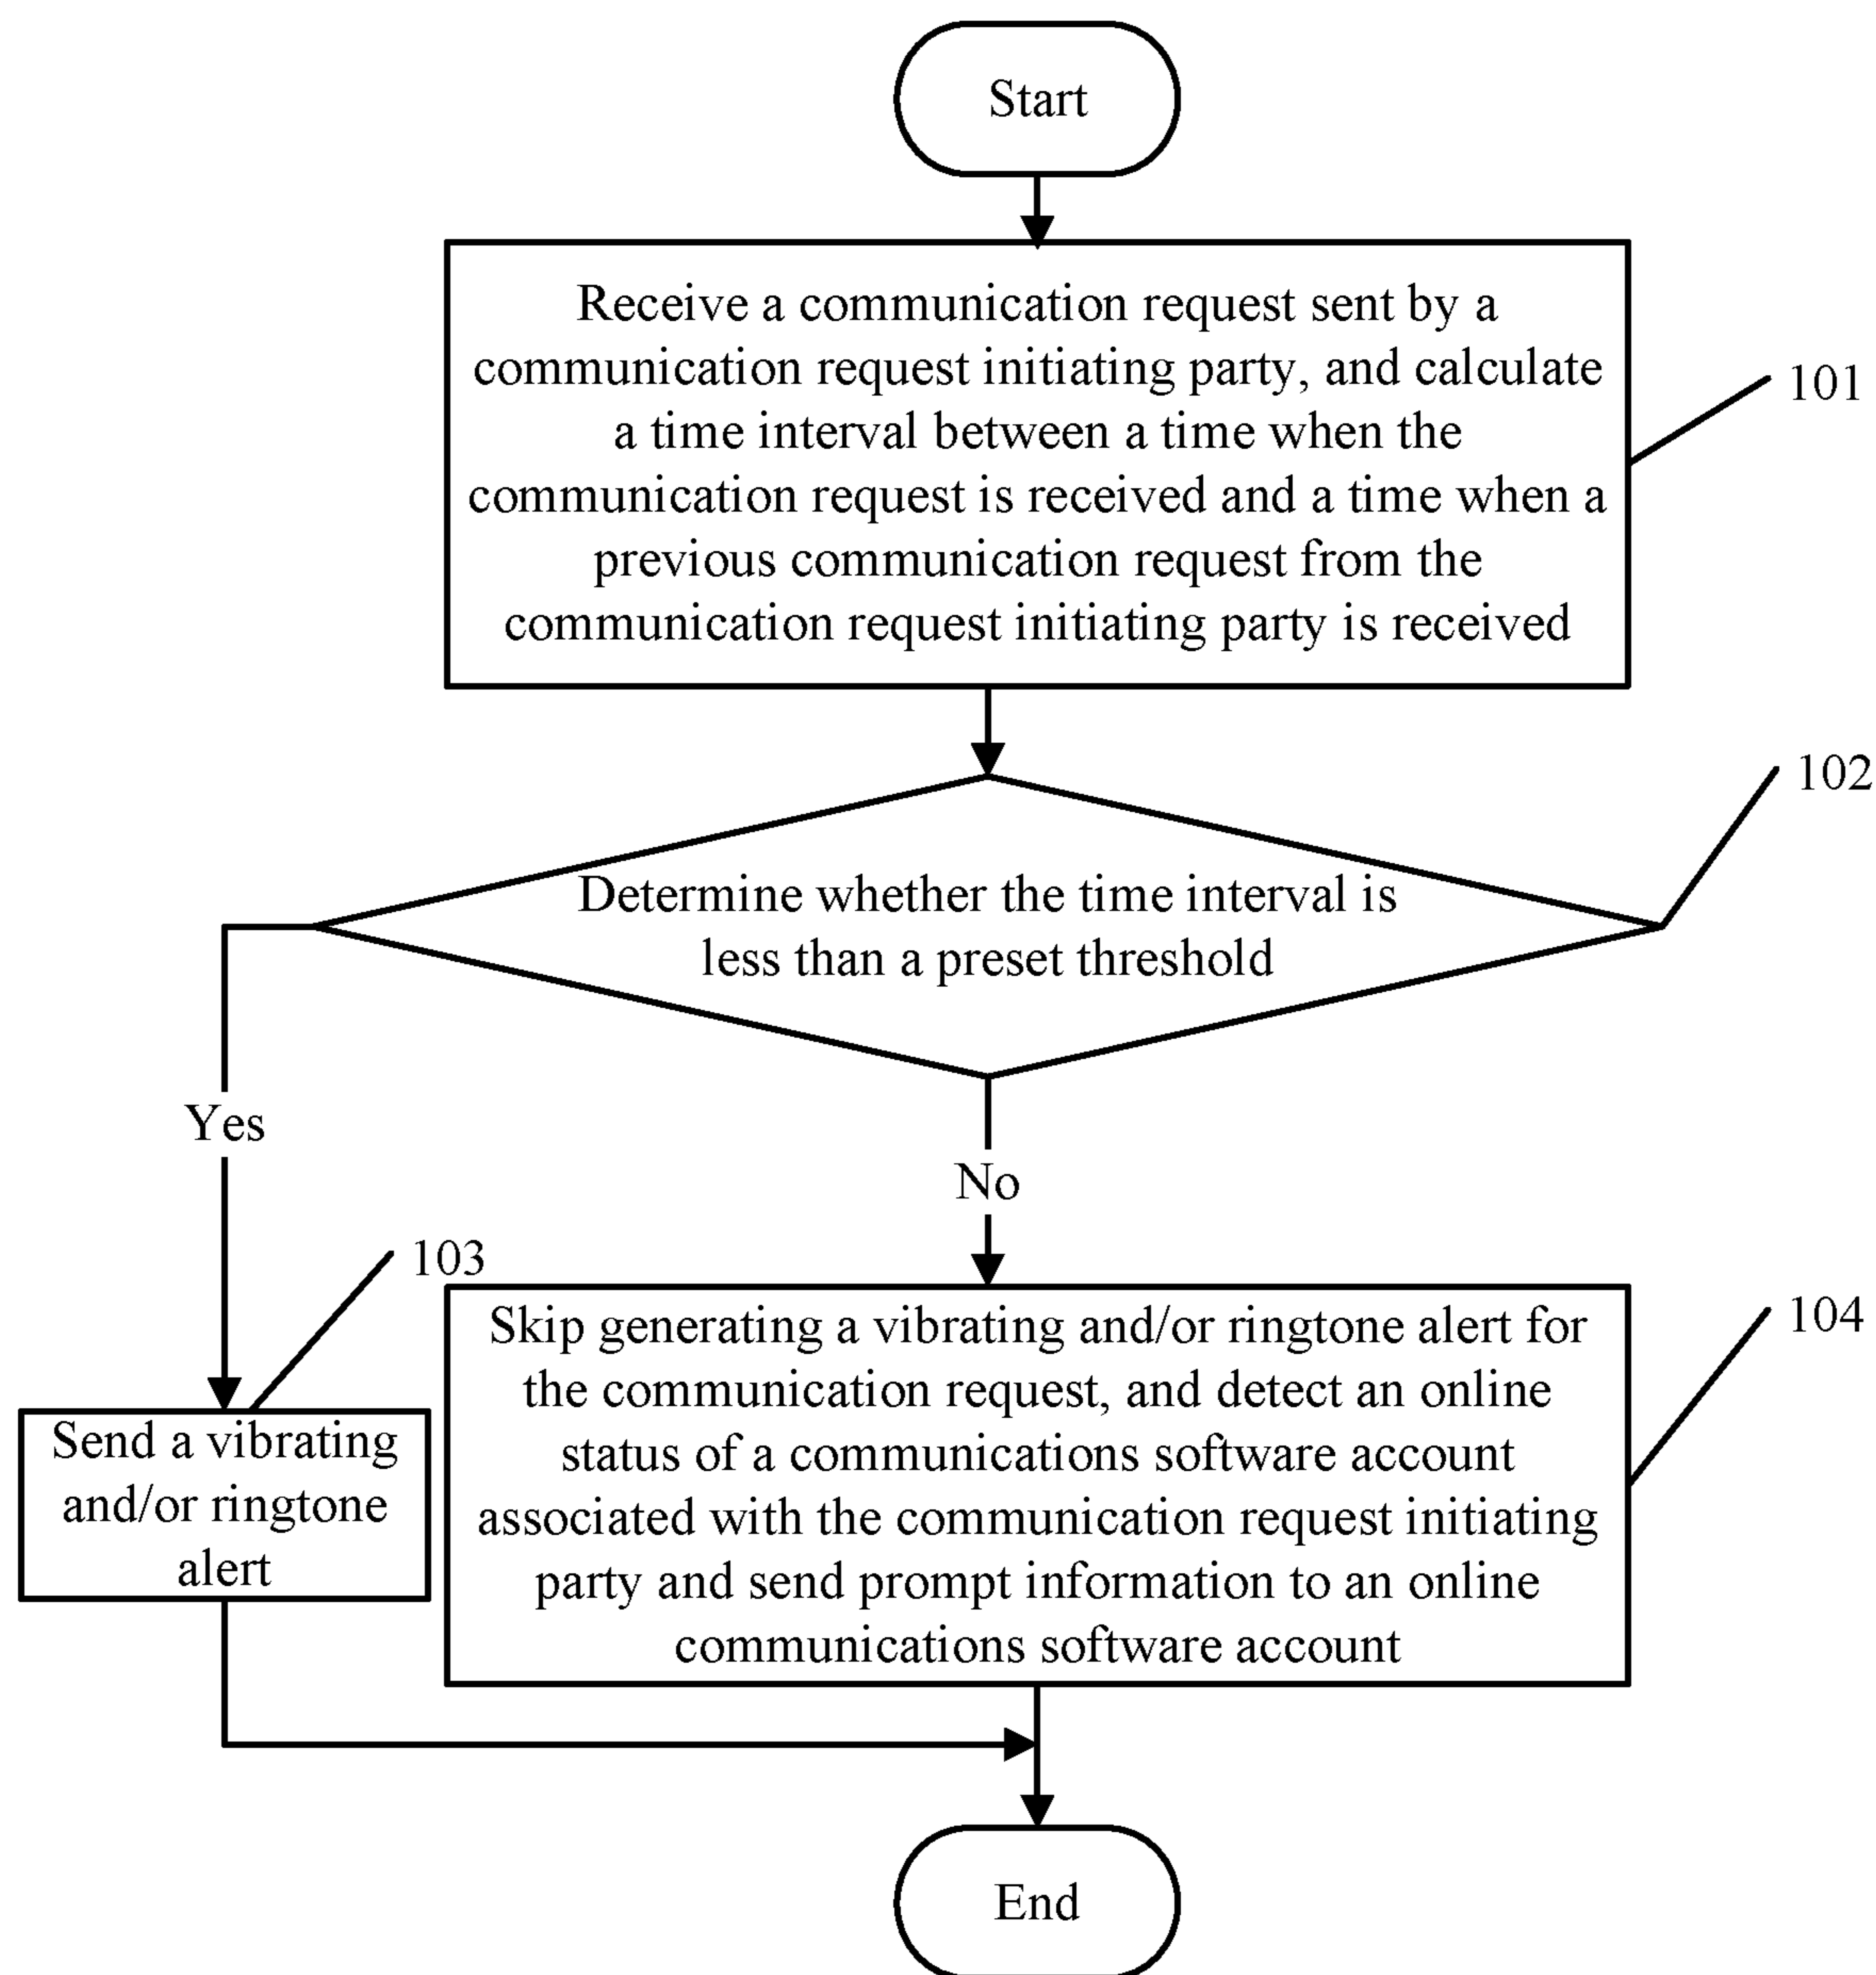 Start
Receive a communication request sent by a
communication request initiating party, and calculate
a time interval between a time when the
communication request is received and a time when a
previous communication request from the
communication request initiating party is received
101
102
Determine whether the time interval is
less than a preset threshold
Yes
No
103
Send a vibrating
and/or ringtone
alert
Skip generating a vibrating and/or ringtone alert for
the communication request, and detect an online
status of a communications software account
associated with the communication request initiating
party and send prompt information to an online
communications software account
104
End